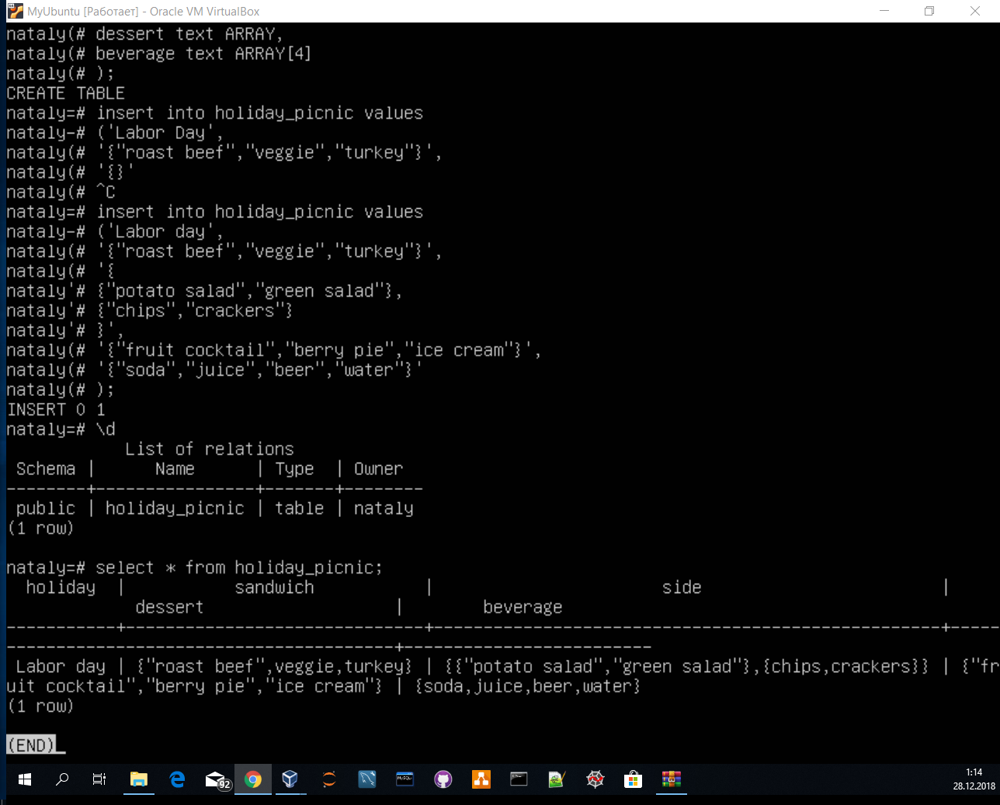 MyUbuntu [Работает] - Oracle VM VirtualBox
nataly(# dessert text ARRAY,
nataly(# beverage text ARRAY[4]
nataly(# );
CREATE TABLE
nataly=# insert into holiday_picnic values
nataly-# ('Labor Day',
nataly(# '{"roast beef","veggie","turkey"}',
nataly(# '{}'
nataly(# ^C
nataly=# insert into holiday_picnic values
nataly-# ('Labor day',
nataly(# '{"roast beef","veggie","turkey"}',
nataly(# '{
nataly'# {"potato salad","green salad"},
nataly'# {"chips","crackers"}
nataly'# }',
nataly(# '{"fruit cocktail","berry pie","ice cream"}',
nataly(# '{"soda","juice","beer","water"}'
nataly(# );
INSERT 0 1
nataly=# \d
List of relations
Schema | Name | Type | Owner
--------+----------------+-------+--------
public | holiday_picnic | table | nataly
(1 row)
nataly=# select * from holiday_picnic;
holiday | sandwich | side |
dessert | beverage
-----------+------------------------------+---------------------------------------------------+-----
---------------------------------------+-------------------------
Labor day | {"roast beef",veggie,turkey} | {{"potato salad","green salad"},{chips,crackers}} | {"fr
uit cocktail","berry pie","ice cream"} | {soda,juice,beer,water}
(1 row)
(END)
92
MySQL
1:14
28.12.2018